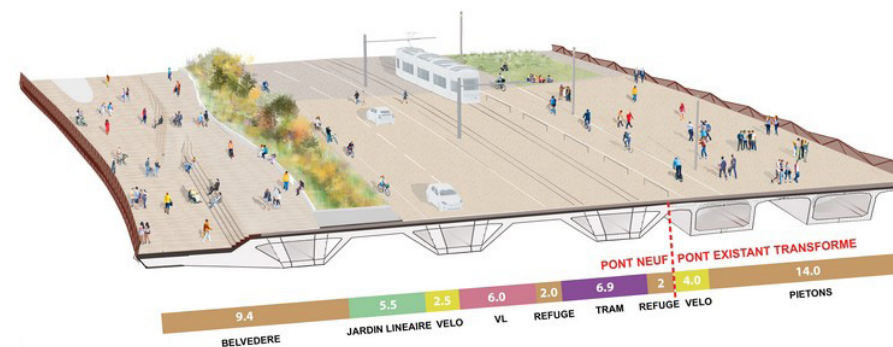 PONT NEUF PONT EXISTANT TRANSFORME
9.4 5.5 2.5 6.0 2.0 6.9 2 4.0 14.0
BELVEDERE JARDIN LINEAIRE VELO VL REFUGE TRAM REFUGE VELO PIETONS